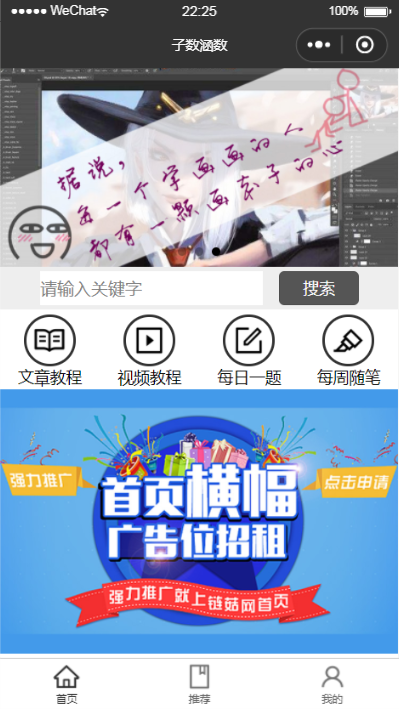 WeChat
22:25
100%
子数涵数
据说，
每一个学画画的人
都有一颗画本子的心
请输入关键字
搜索
文章教程
视频教程
每日一题
每周随笔
强力推广
点击申请
首页横幅
广告位招租
强力推广就上链菇网首页
首页
推荐
我的